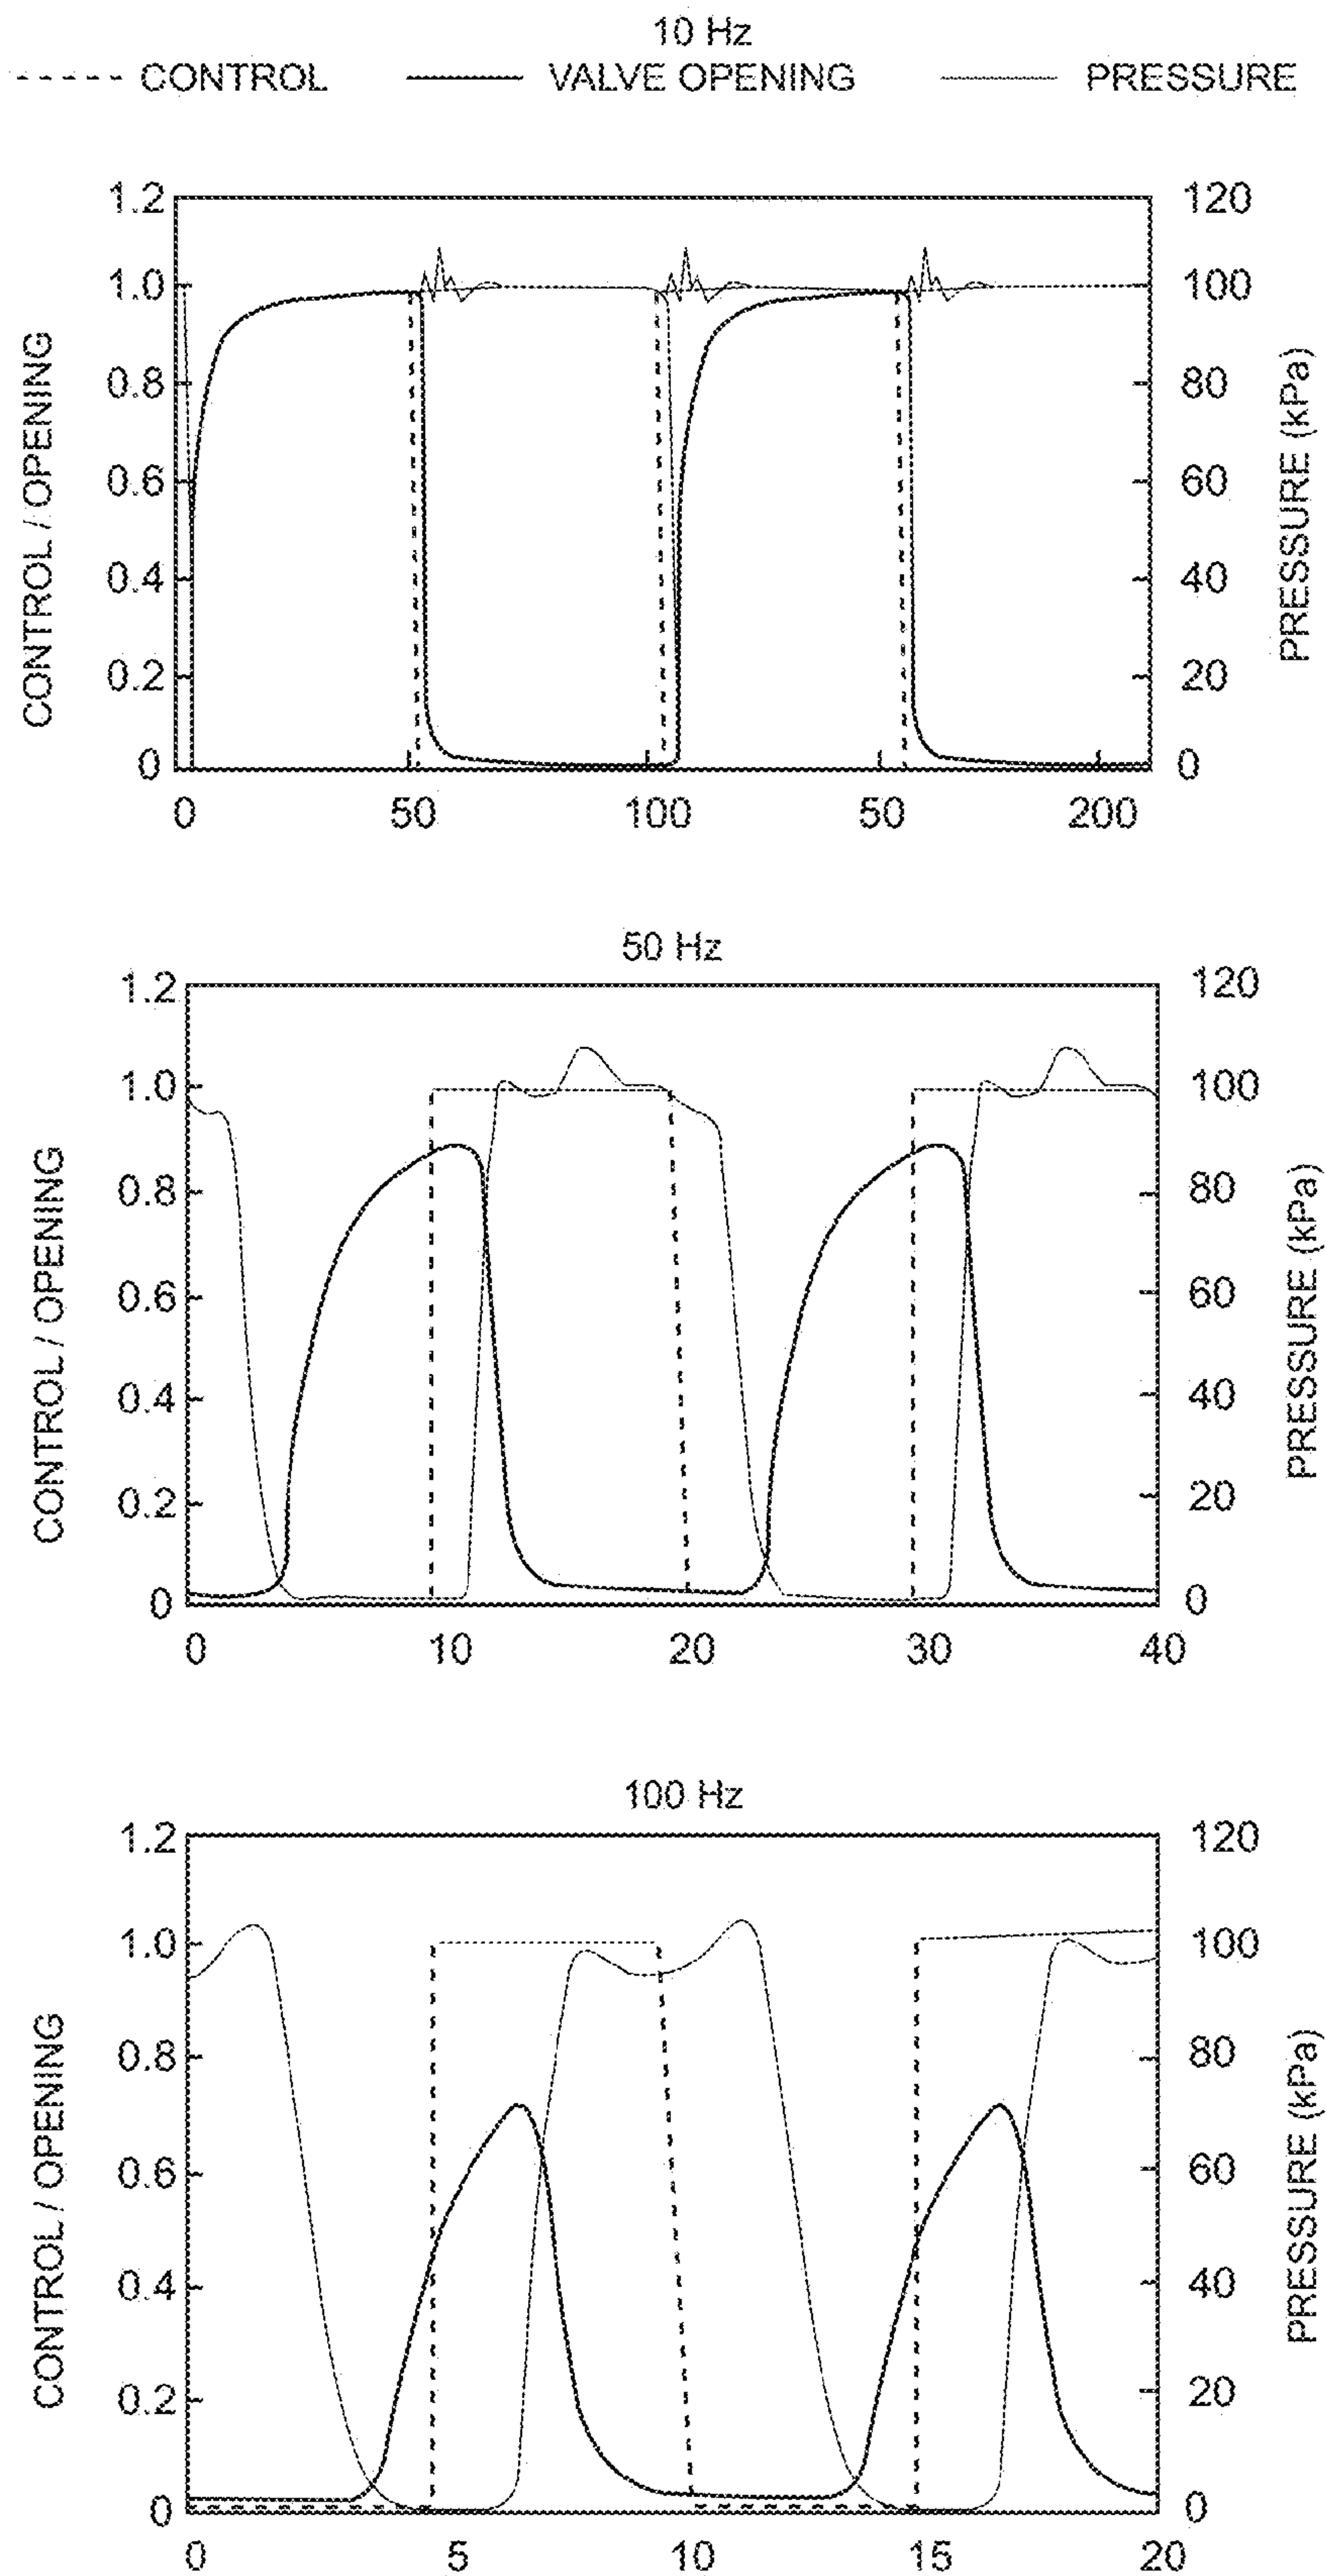 10 Hz
CONTROL VALVE OPENING PRESSURE
1.2 120
1.0 100
0.8 80
0.6 60
0.4 40
0.2 20
0 0
CONTROL / OPENING
PRESSURE (kPa)
0 50 100 50 200
50 Hz
1.2 120
1.0 100
0.8 80
0.6 60
0.4 40
0.2 20
0 0
CONTROL / OPENING
PRESSURE (kPa)
0 10 20 30 40
100 Hz
1.2 120
1.0 100
0.8 80
0.6 60
0.4 40
0.2 20
0 0
CONTROL / OPENING
PRESSURE (kPa)
0 5 10 15 20